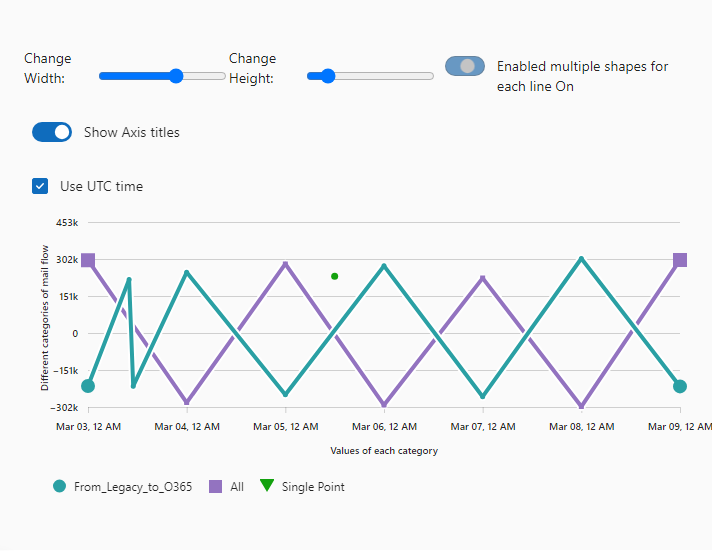 Change Width:
Change Height:
Enabled multiple shapes for
each line On
Show Axis titles
Use UTC time
Different categories of mail flow
453k
302k
151k
0
−151k
−302k
Mar 03, 12 AM Mar 04, 12 AM Mar 05, 12 AM Mar 06, 12 AM Mar 07, 12 AM Mar 08, 12 AM Mar 09, 12 AM
Values of each category
From_Legacy_to_O365 All Single Point